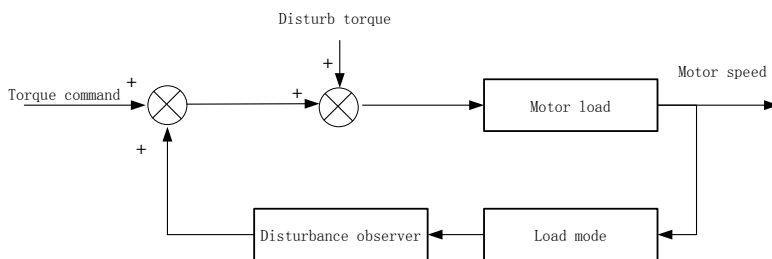 Disturb torque
+
Motor speed
+
+
Torque command
Motor load
+
Disturbance observer
Load mode